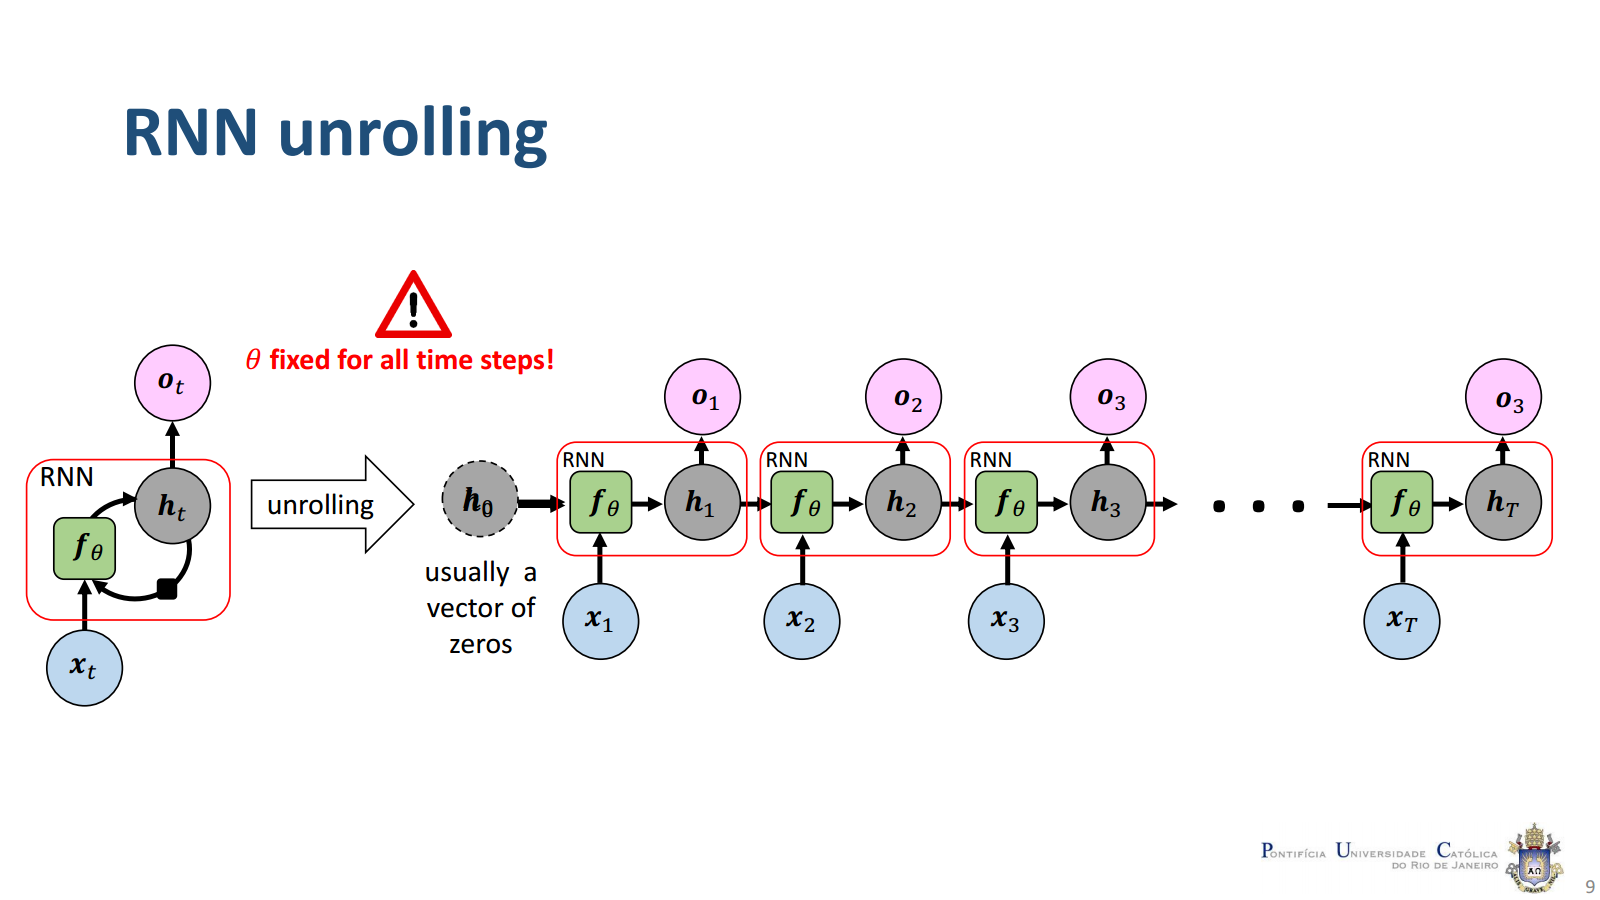 RNN unrolling
θ fixed for all time steps!
o_t
RNN
h_t
f_θ
x_t
unrolling
h_0
usually a
vector of
zeros
o_1
o_2
o_3
o_3
RNN
RNN
RNN
RNN
f_θ
h_1
f_θ
h_2
f_θ
h_3
f_θ
h_T
x_1
x_2
x_3
x_T
PONTIFÍCIA UNIVERSIDADE CATÓLICA
DO RIO DE JANEIRO
ΑΩ
9